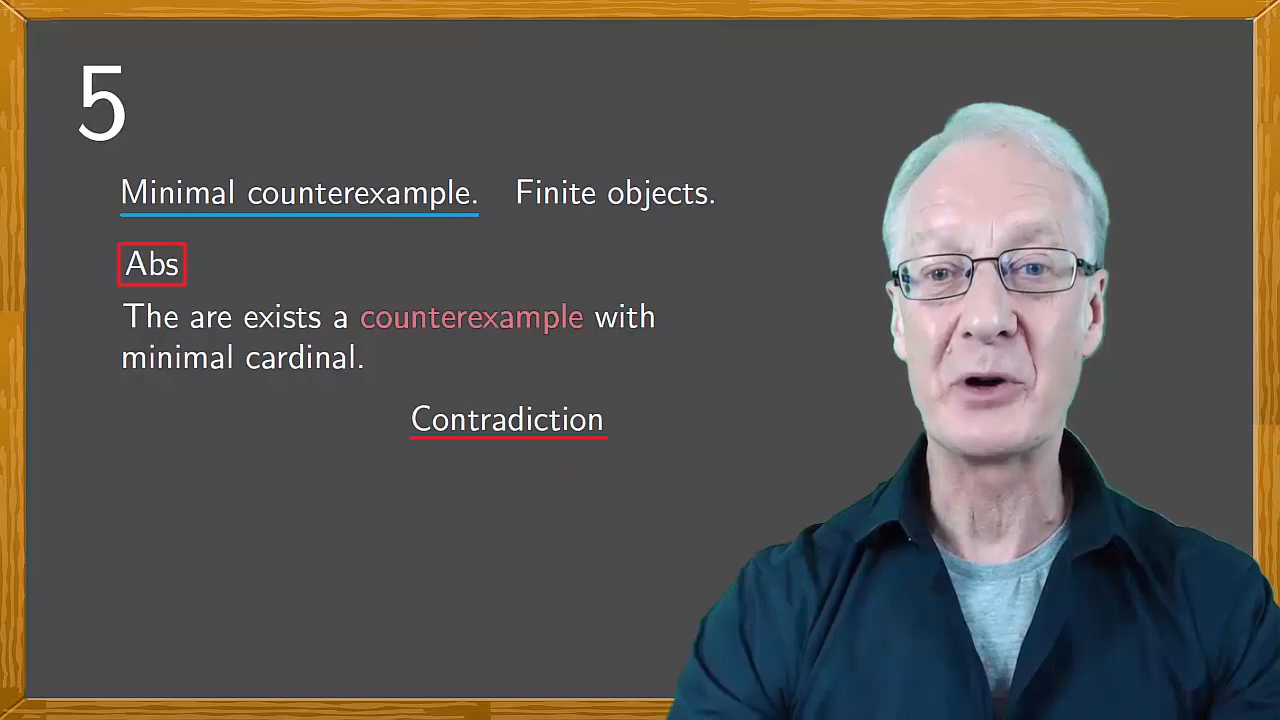 5
Minimal counterexample. Finite objects.
Abs
The are exists a counterexample with
minimal cardinal.
Contradiction